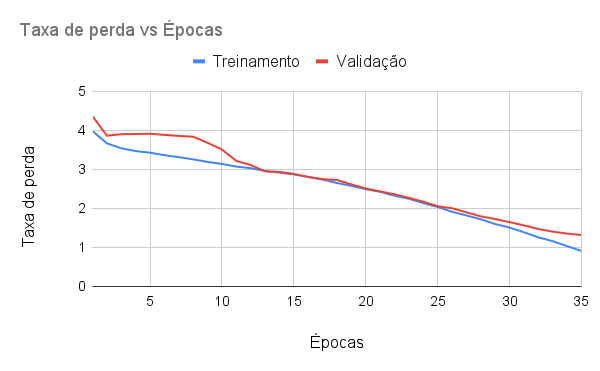 Taxa de perda vs Épocas
Treinamento Validação
5
4
3
2
1
0
Taxa de perda
5 10 15 20 25 30 35
Épocas